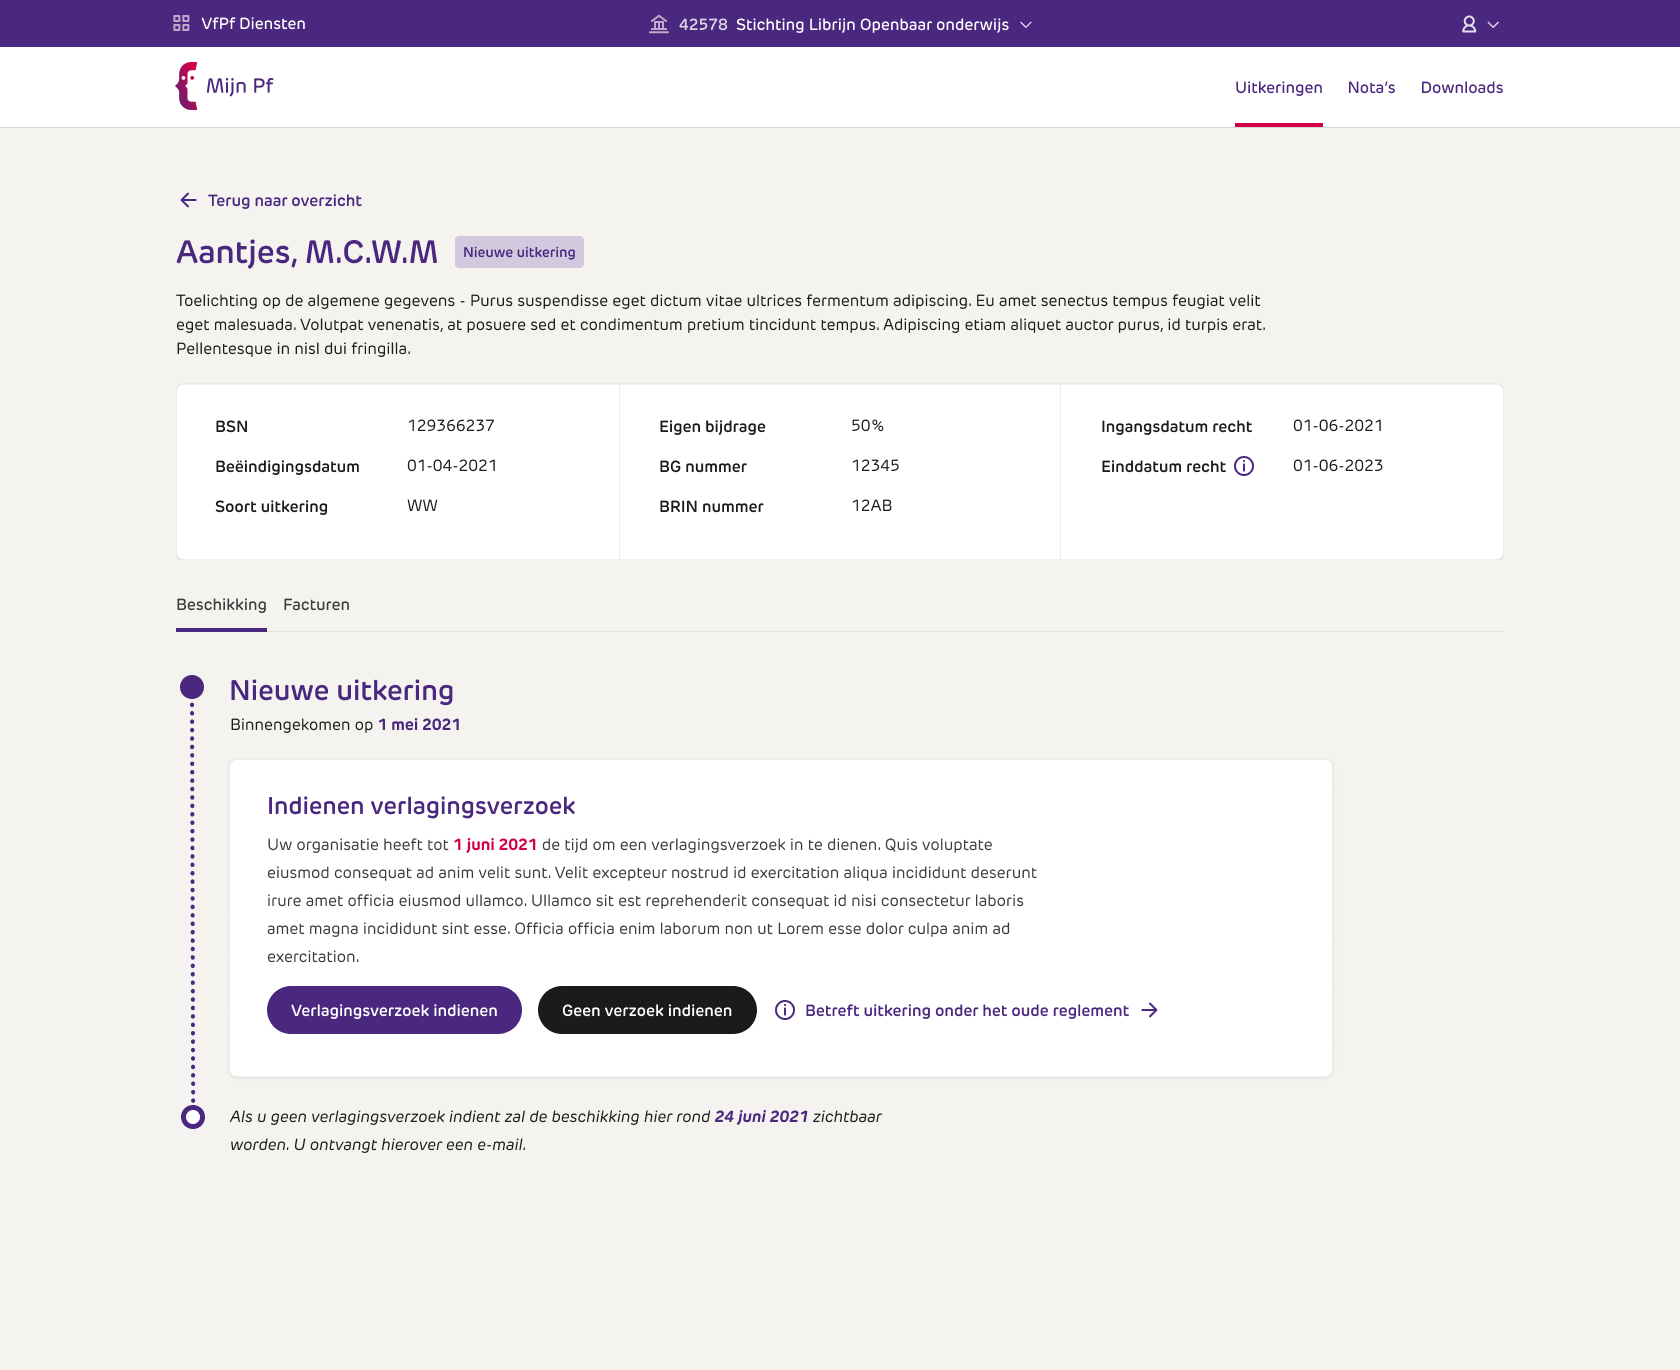 VfPf Diensten
42578 Stichting Librijn Openbaar onderwijs
Mijn Pf
Uitkeringen Nota's Downloads
Terug naar overzicht
Aantjes, M.C.W.M Nieuwe uitkering
Toelichting op de algemene gegevens - Purus suspendisse eget dictum vitae ultrices fermentum adipiscing. Eu amet senectus tempus feugiat velit
eget malesuada. Volutpat venenatis, at posuere sed et condimentum pretium tincidunt tempus. Adipiscing etiam aliquet auctor purus, id turpis erat.
Pellentesque in nisl dui fringilla.
BSN 129366237
Beëindigingsdatum 01-04-2021
Soort uitkering WW
Eigen bijdrage 50%
BG nummer 12345
BRIN nummer 12AB
Ingangsdatum recht 01-06-2021
Einddatum recht 01-06-2023
Beschikking Facturen
Nieuwe uitkering
Binnengekomen op 1 mei 2021
Indienen verlagingsverzoek
Uw organisatie heeft tot 1 juni 2021 de tijd om een verlagingsverzoek in te dienen. Quis voluptate
eiusmod consequat ad anim velit sunt. Velit excepteur nostrud id exercitation aliqua incididunt deserunt
irure amet officia eiusmod ullamco. Ullamco sit est reprehenderit consequat id nisi consectetur laboris
amet magna incididunt sint esse. Officia officia enim laborum non ut Lorem esse dolor culpa anim ad
exercitation.
Verlagingsverzoek indienen Geen verzoek indienen Betreft uitkering onder het oude reglement
Als u geen verlagingsverzoek indient zal de beschikking hier rond 24 juni 2021 zichtbaar
worden. U ontvangt hierover een e-mail.